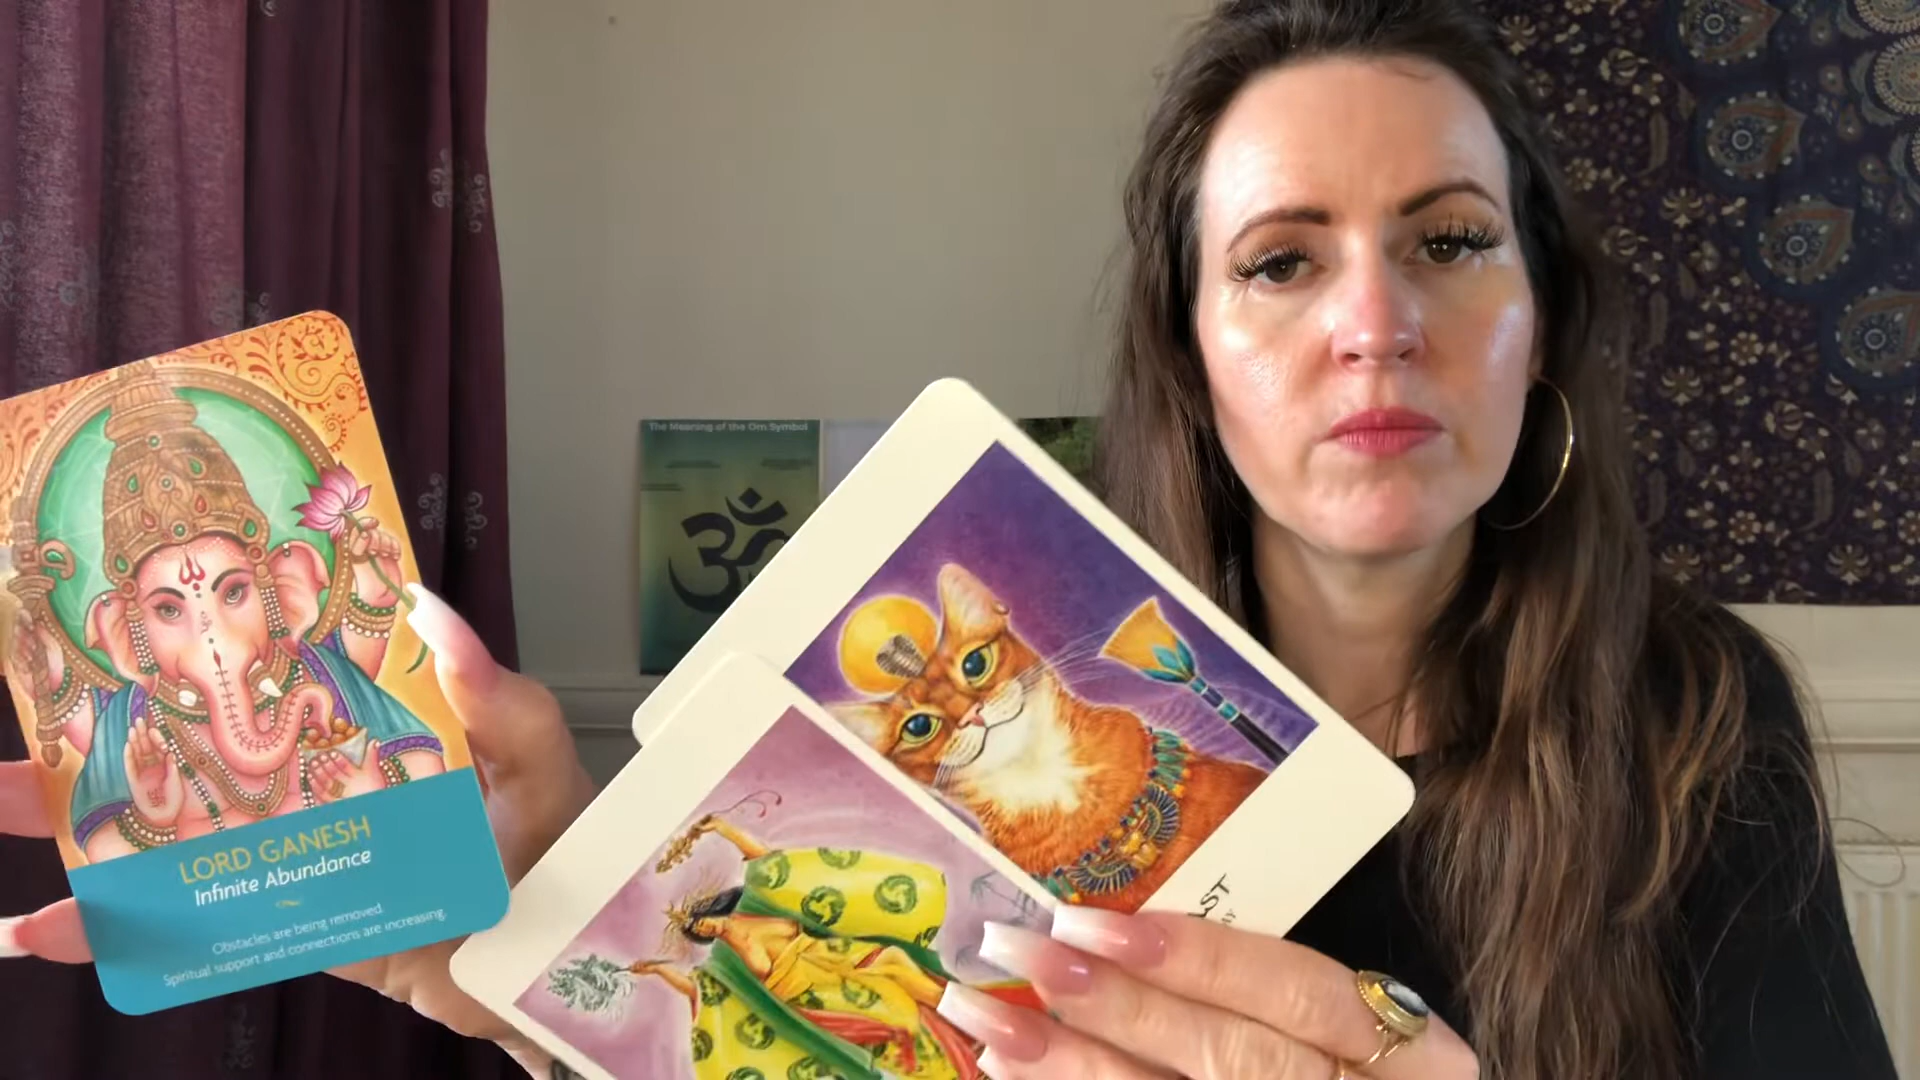 The Meaning of the Om Symbol
LORD GANESH
Infinite Abundance
Obstacles are being removed.
Spiritual support and connections are increasing.